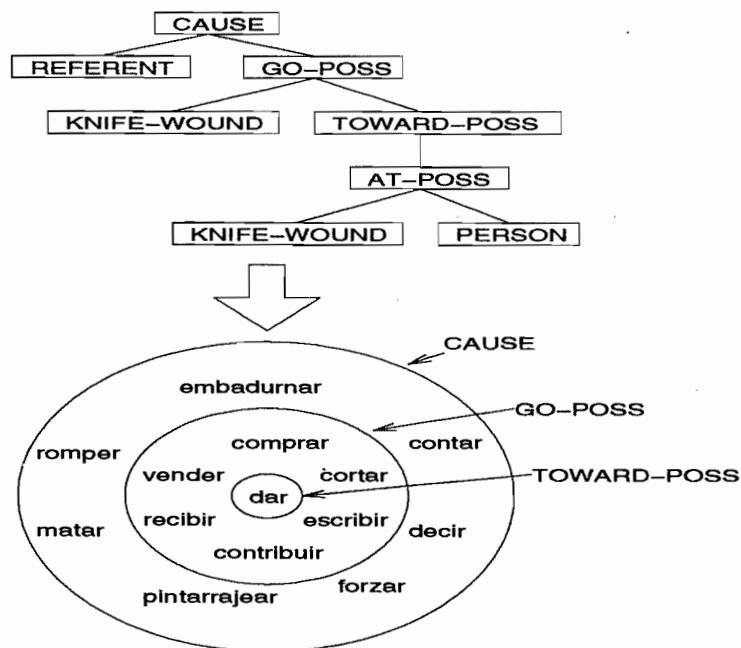 CAUSE
REFERENT GO–POSS
KNIFE–WOUND TOWARD–POSS
AT–POSS
KNIFE–WOUND PERSON
CAUSE
embadurnar
GO–POSS
romper comprar contar
vender cortar TOWARD–POSS
dar
matar recibir escribir decir
contribuir
pintarrajear forzar